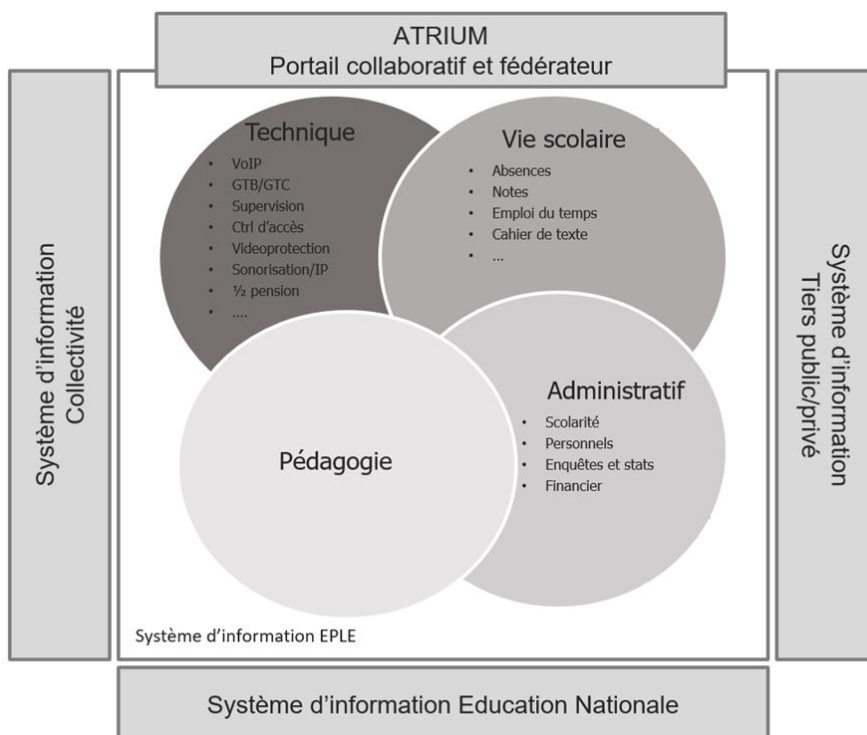 ATRIUM
Portail collaboratif et fédérateur
Système d'information
Collectivité
Technique
• VoIP
• GTB/GTC
• Supervision
• Ctrl d'accès
• Videoprotection
• Sonorisation/IP
• ½ pension
• ....
Vie scolaire
• Absences
• Notes
• Emploi du temps
• Cahier de texte
• ...
Pédagogie
Administratif
• Scolarité
• Personnels
• Enquêtes et stats
• Financier
Système d'information EPLE
Système d'information
Tiers public/privé
Système d'information Education Nationale